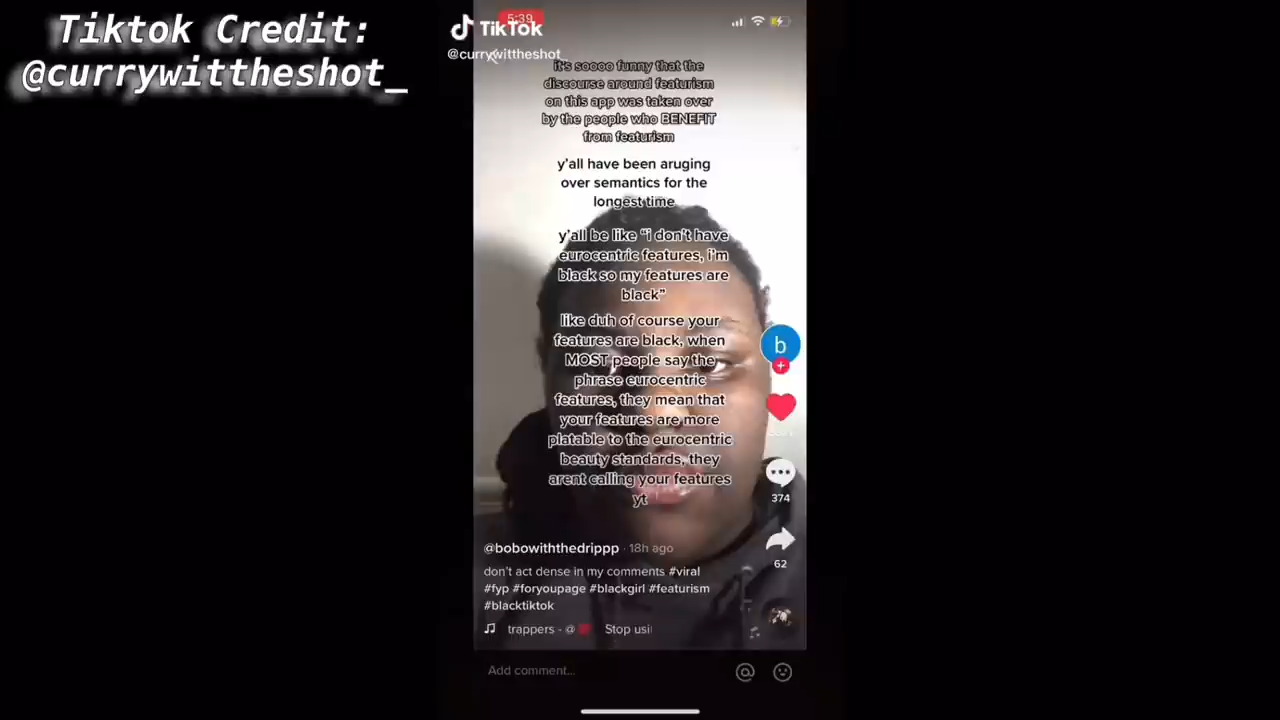 Tiktok Credit:
@currywittheshot_
5:39
TikTok
@currywittheshot_
it's soooo funny that the
discourse around featurism
on this app was taken over
by the people who BENEFIT
from featurism
y'all have been aruging
over semantics for the
longest time
y'all be like "i don't have
eurocentric features, i'm
black so my features are
black"
like duh of course your
features are black, when
MOST people say the
phrase eurocentric
features, they mean that
your features are more
platable to the eurocentric
beauty standards, they
arent calling your features
yt
b
374
62
@bobowiththedrippp · 18h ago
don't act dense in my comments #viral
#fyp #foryoupage #blackgirl #featurism
#blacktiktok
trappers - @ Stop usi
Add comment...